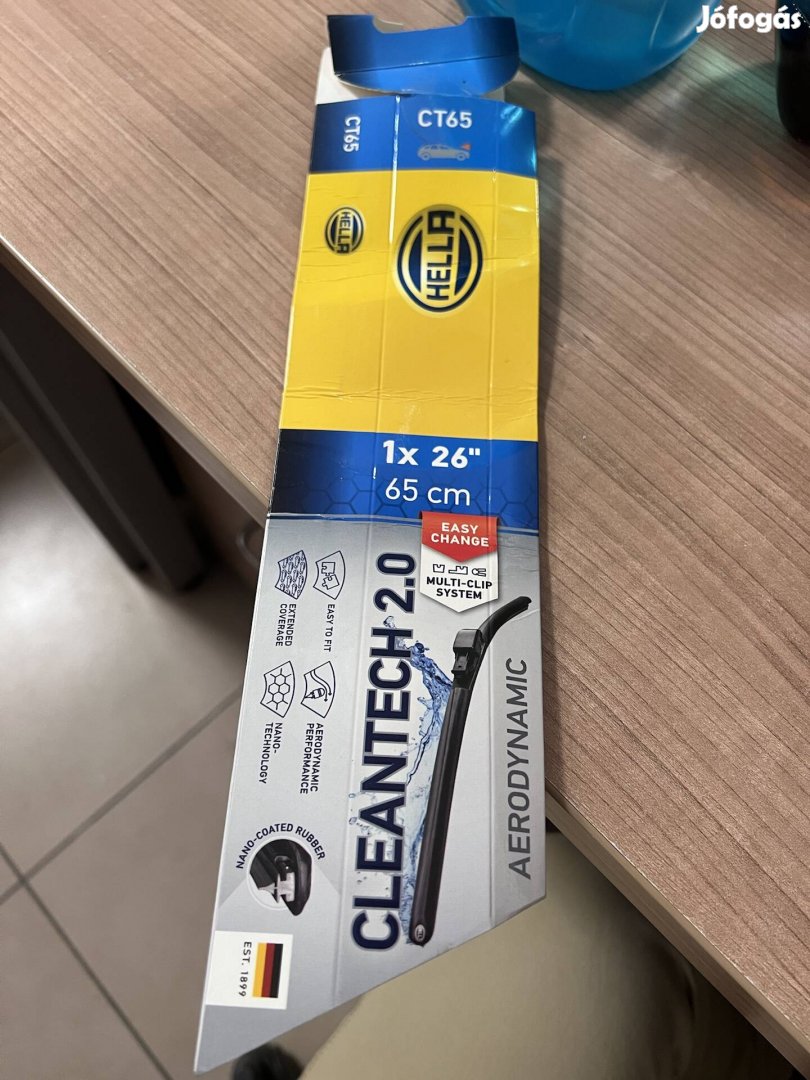 Jófogás
CT65
CT65
HELLA
HELLA
1x 26"
65 cm
EASY
CHANGE
MULTI-CLIP
SYSTEM
CLEANTECH 2.0
AERODYNAMIC
EASY TO FIT
EXTENDED
COVERAGE
AERODYNAMIC
PERFORMANCE
NANO-
TECHNOLOGY
NANO-COATED RUBBER
EST. 1899